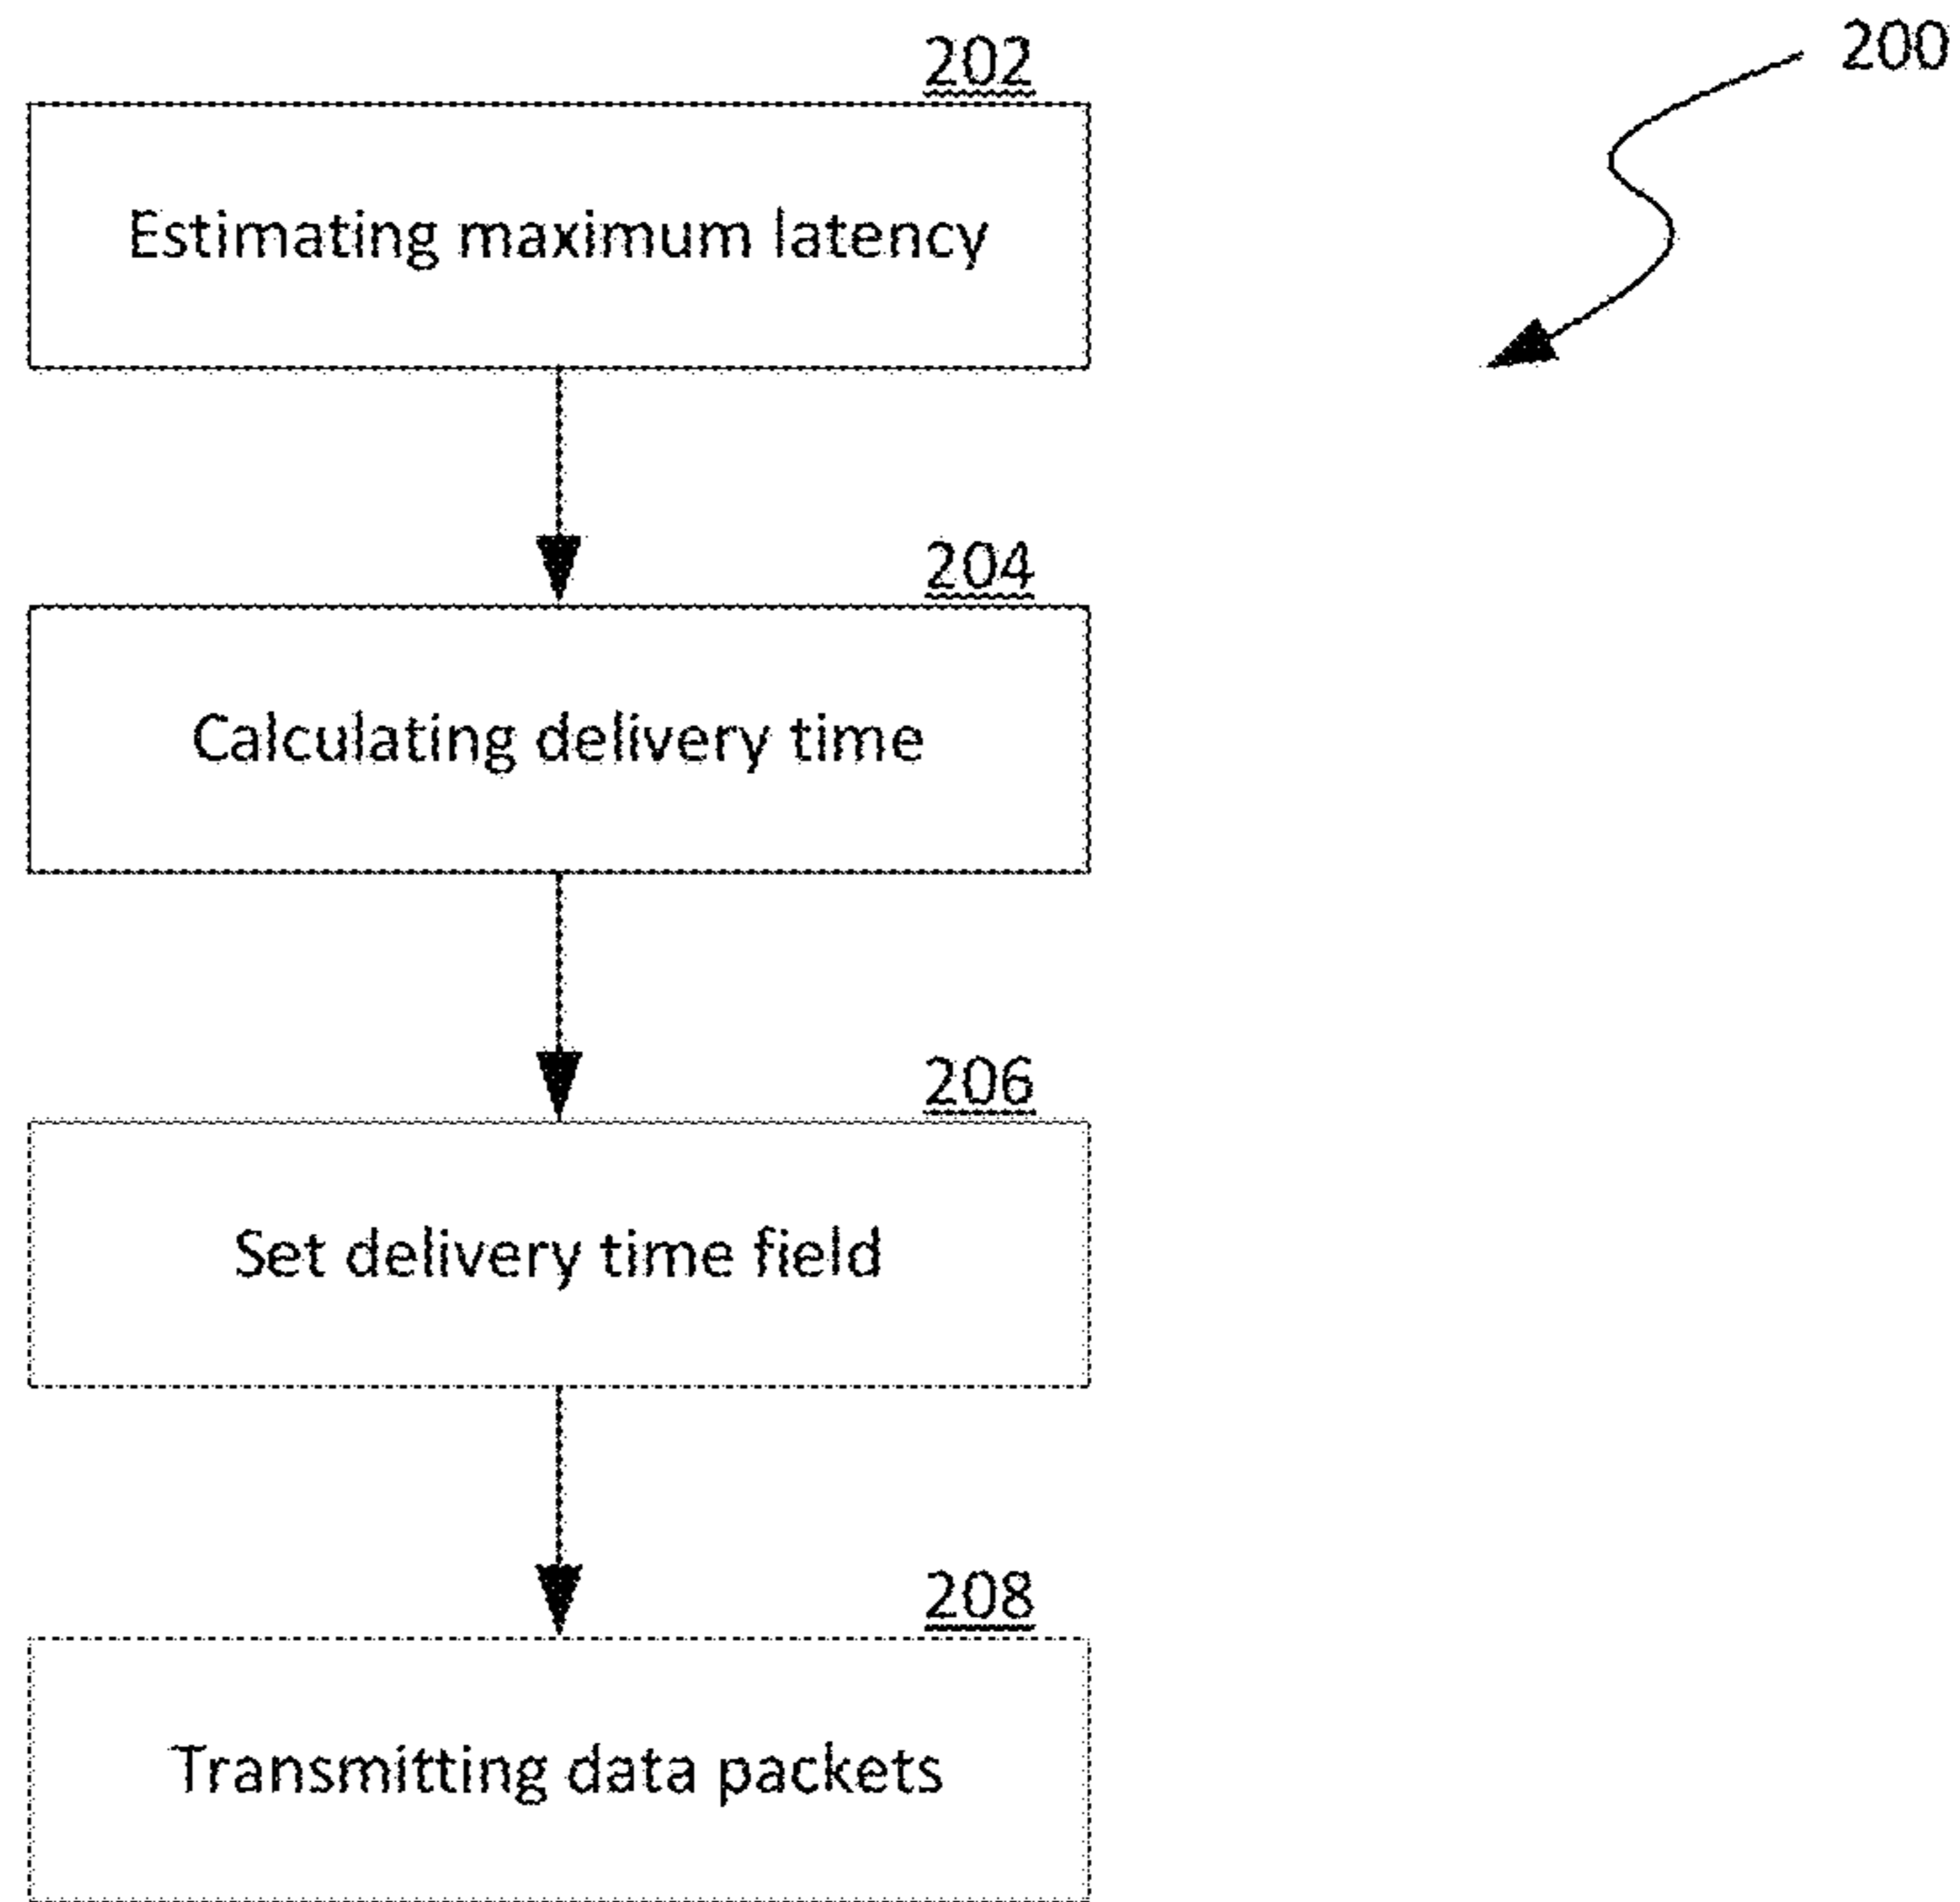 200
202
Estimating maximum latency
204
Calculating delivery time
206
Set delivery time field
208
Transmitting data packets